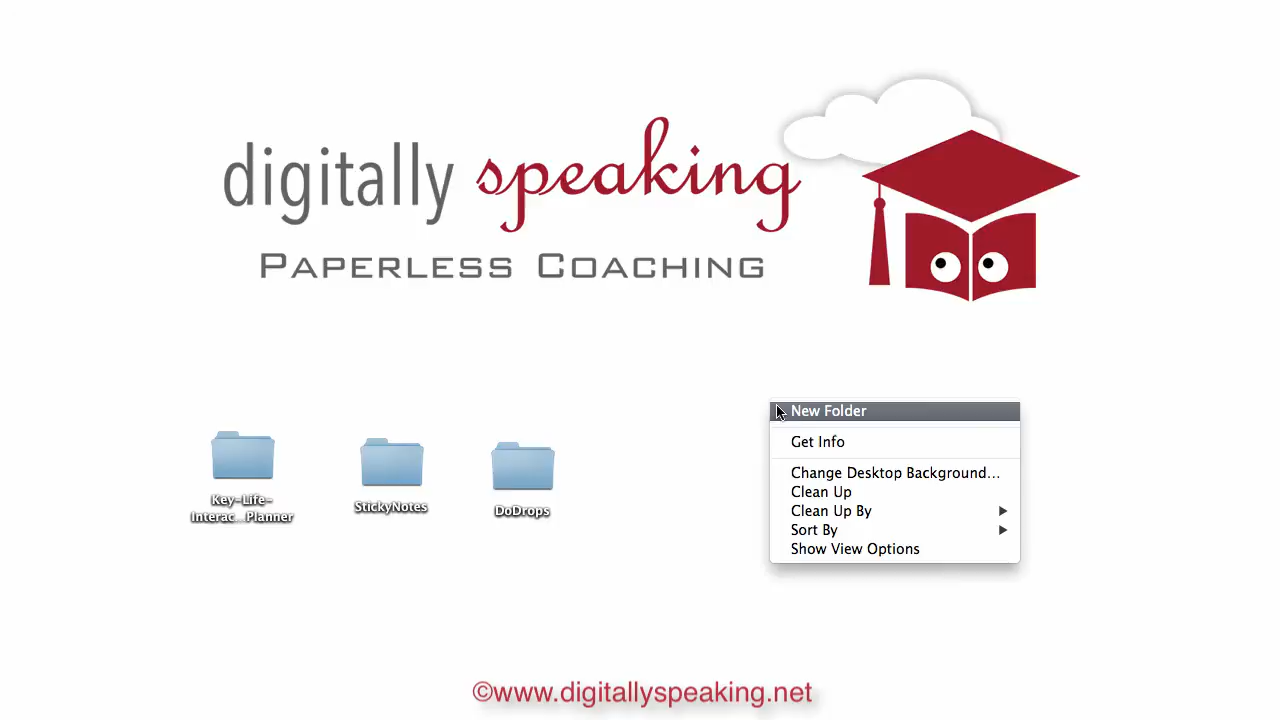 digitally speaking
PAPERLESS COACHING
New Folder
Get Info
Change Desktop Background...
Clean Up
Clean Up By
Sort By
Show View Options
Key-Life-
Interac...Planner
StickyNotes
DoDrops
©www.digitallyspeaking.net